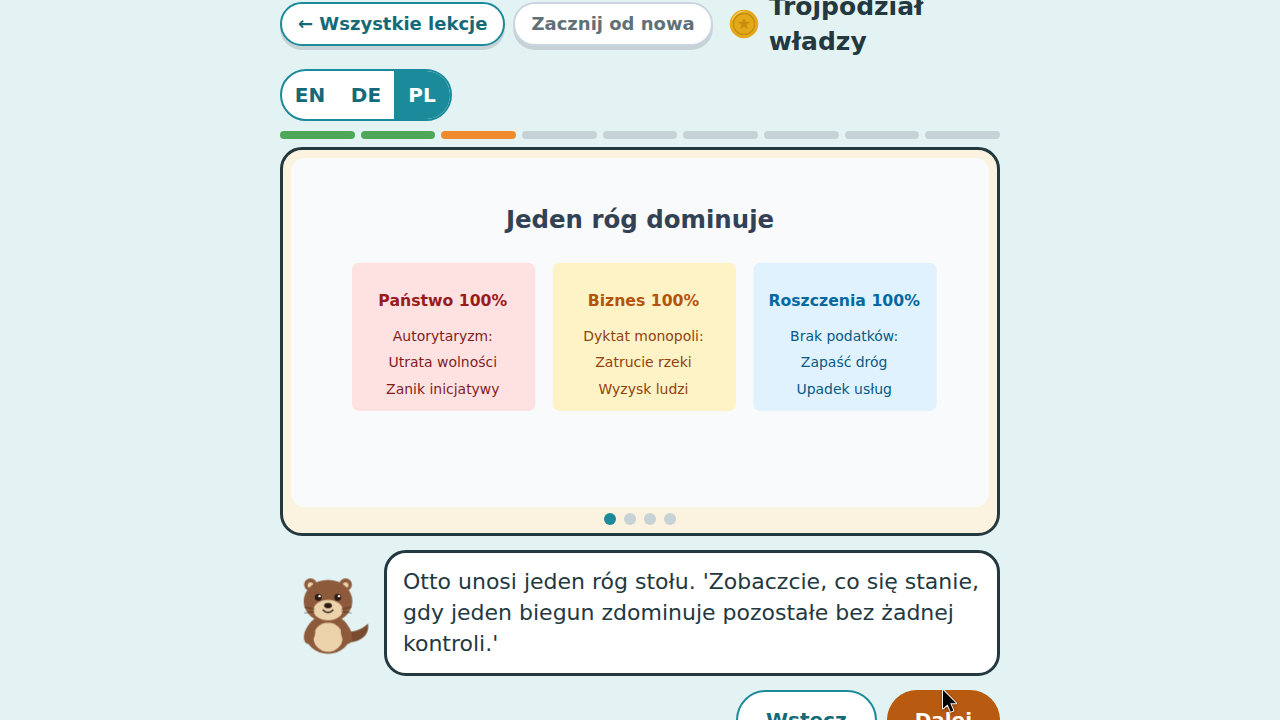 ← Wszystkie lekcje
Zacznij od nowa
Trójpodział
władzy
EN DE PL
Jeden róg dominuje
Państwo 100%
Autorytaryzm:
Utrata wolności
Zanik inicjatywy
Biznes 100%
Dyktat monopoli:
Zatrucie rzeki
Wyzysk ludzi
Roszczenia 100%
Brak podatków:
Zapaść dróg
Upadek usług
Otto unosi jeden róg stołu. 'Zobaczcie, co się stanie,
gdy jeden biegun zdominuje pozostałe bez żadnej
kontroli.'
Wstecz
Dalej